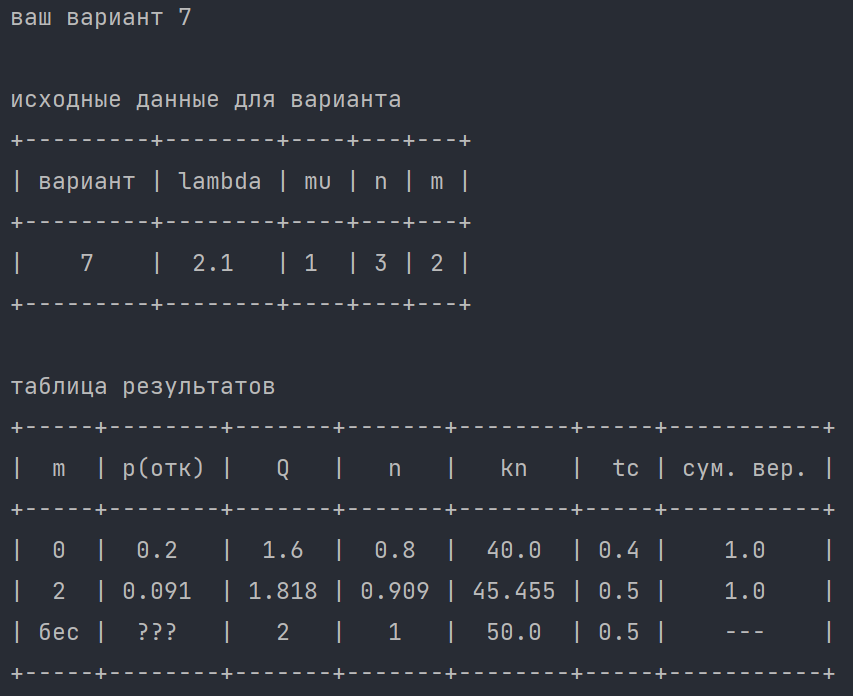 ваш вариант 7
исходные данные для варианта
+---------+--------+----+---+---+
| вариант | lambda | mu | n | m |
+---------+--------+----+---+---+
|    7    |  2.1   | 1  | 3 | 2 |
+---------+--------+----+---+---+
таблица результатов
+-----+--------+-------+-------+--------+-----+-----------+
|  m  | p(отк) |   Q   |   n   |   kn   |  tc | сум. вер. |
+-----+--------+-------+-------+--------+-----+-----------+
|  0  |  0.2   |  1.6  |  0.8  |  40.0  | 0.4 |    1.0    |
|  2  | 0.091  | 1.818 | 0.909 | 45.455 | 0.5 |    1.0    |
| бес |  ???   |   2   |   1   |  50.0  | 0.5 |    ---    |
+-----+--------+-------+-------+--------+-----+-----------+